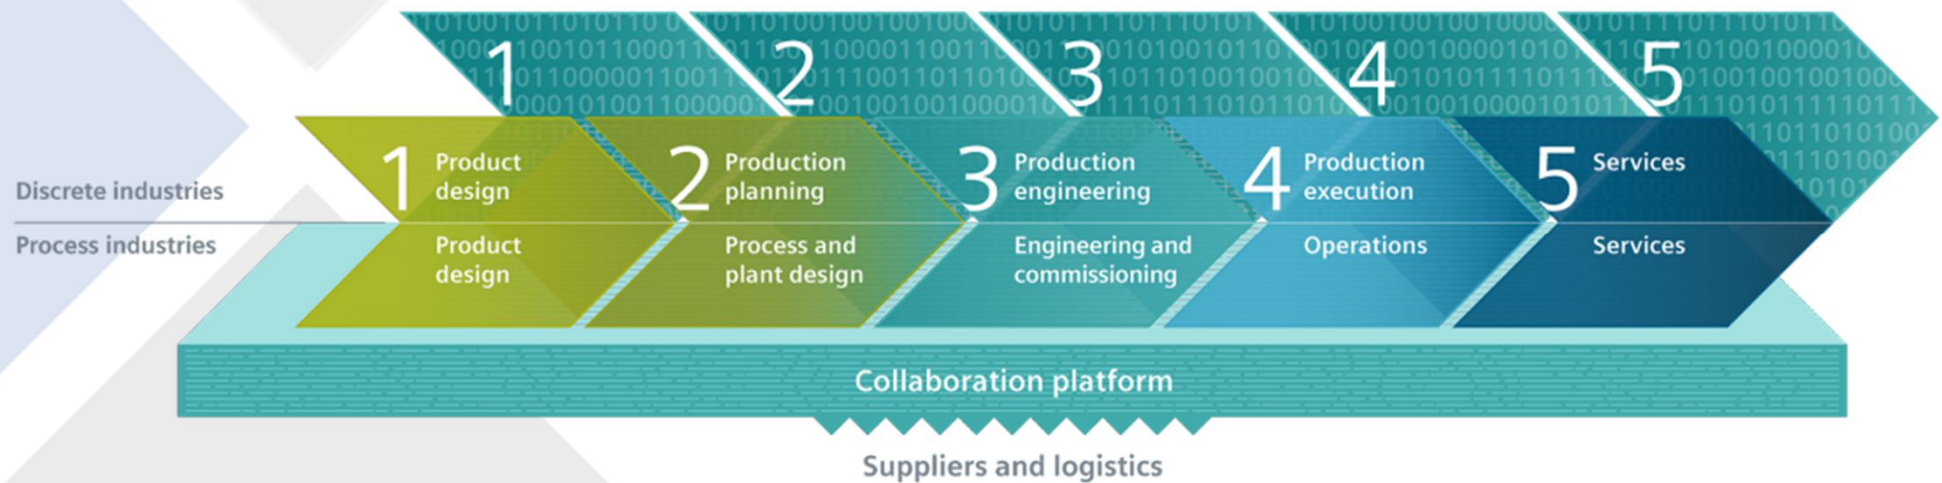 1 2 3 4 5
1 Product
design
2 Production
planning
3 Production
engineering
4 Production
execution
5 Services
Discrete industries
Process industries
Product
design
Process and
plant design
Engineering and
commissioning
Operations
Services
Collaboration platform
Suppliers and logistics